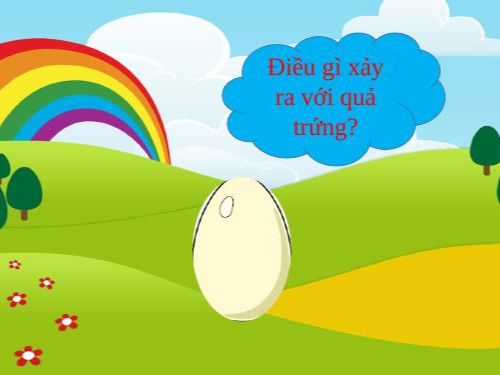 Điều gì xảy
ra với quả
trứng?